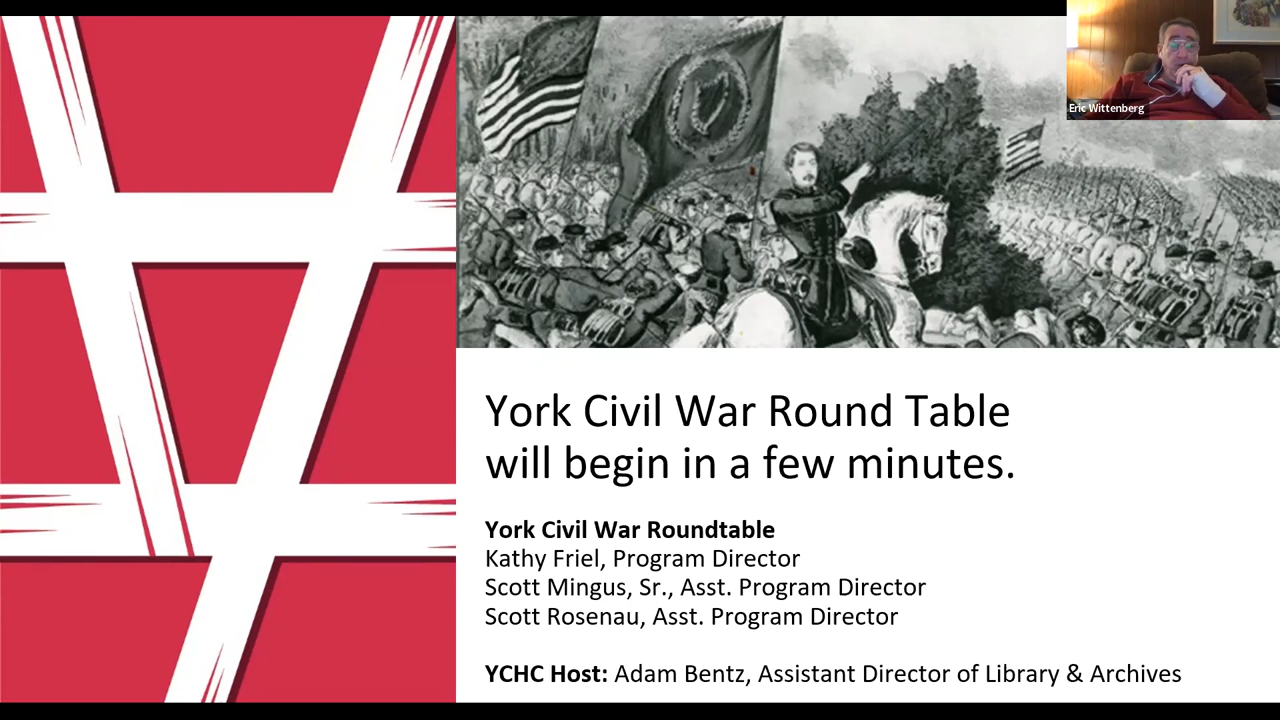 Eric Wittenberg
York Civil War Round Table
will begin in a few minutes.
York Civil War Roundtable
Kathy Friel, Program Director
Scott Mingus, Sr., Asst. Program Director
Scott Rosenau, Asst. Program Director
YCHC Host: Adam Bentz, Assistant Director of Library & Archives